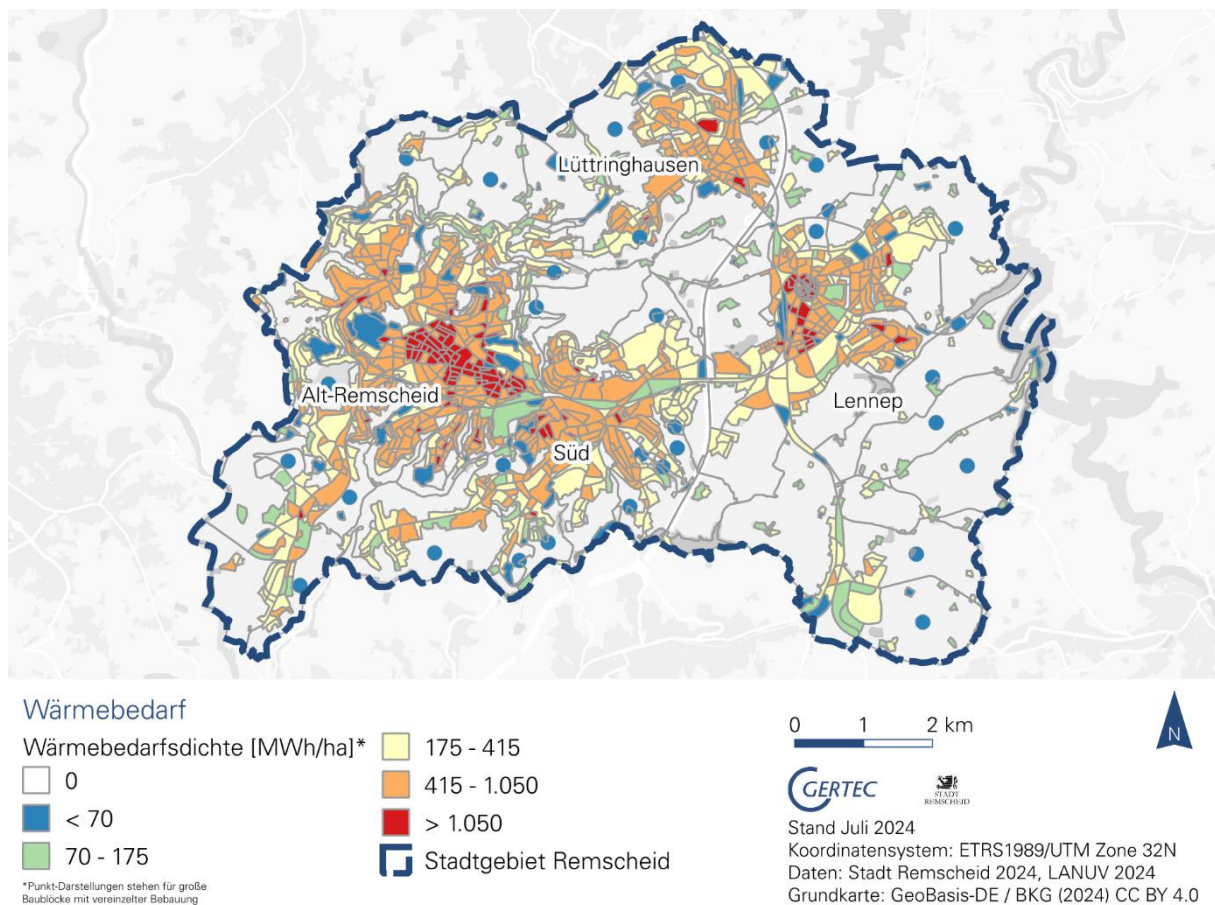 Lüttringhausen
Alt-Remscheid
Lennep
Süd
Wärmebedarf
Wärmebedarfsdichte [MWh/ha]*
0
< 70
70 - 175
*Punkt-Darstellungen stehen für große
Baublöcke mit vereinzelter Bebauung
175 - 415
415 - 1.050
> 1.050
Stadtgebiet Remscheid
0 1 2 km
N
GERTEC
STADT
REMSCHEID
Stand Juli 2024
Koordinatensystem: ETRS1989/UTM Zone 32N
Daten: Stadt Remscheid 2024, LANUV 2024
Grundkarte: GeoBasis-DE / BKG (2024) CC BY 4.0